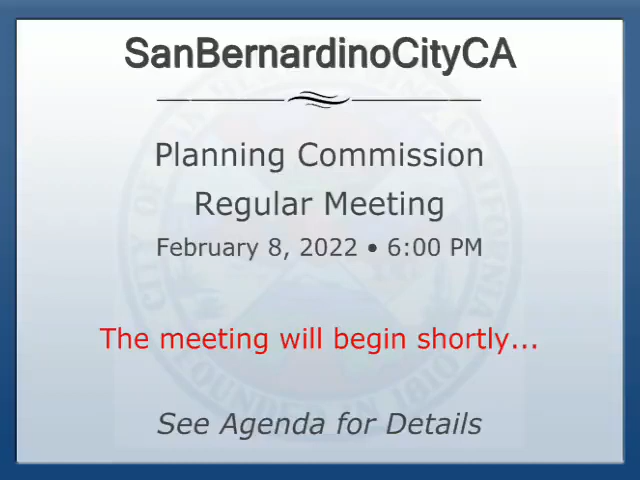 SanBernardinoCityCA
Planning Commission
Regular Meeting
February 8, 2022 • 6:00 PM
The meeting will begin shortly...
See Agenda for Details